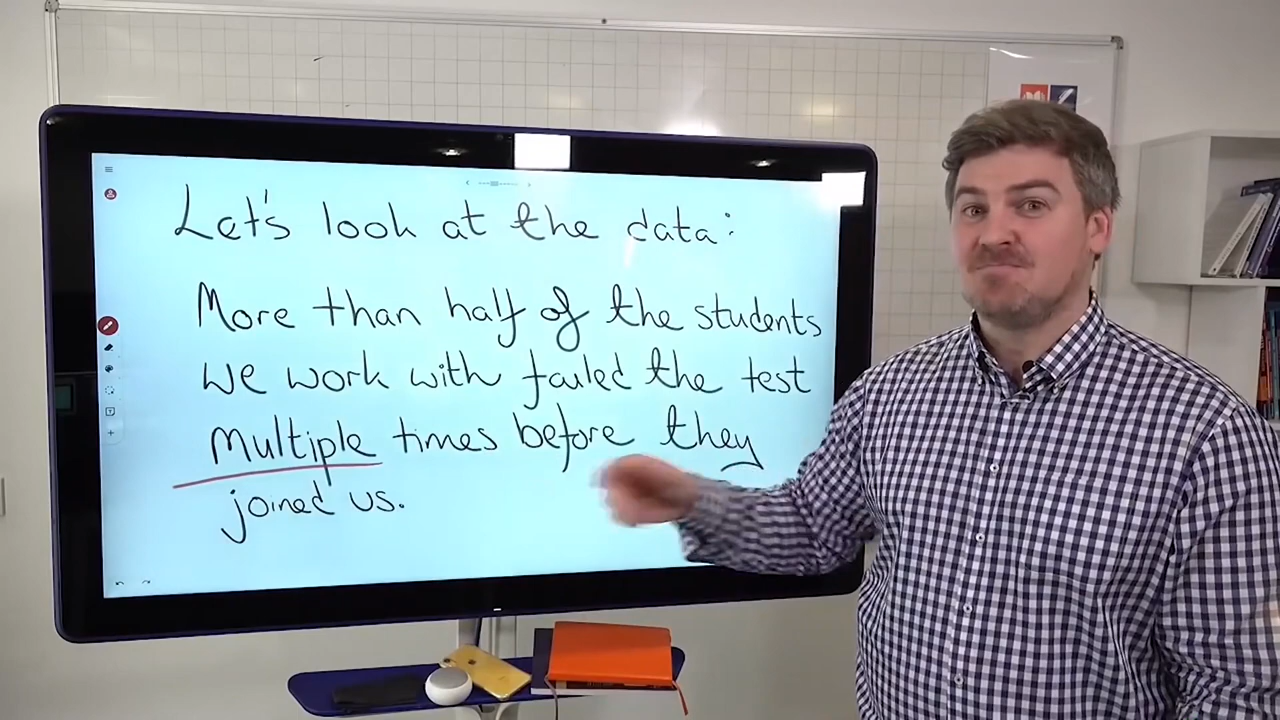 Let's look at the data:
More than half of the students
we work with failed the test
multiple times before they
joined us.